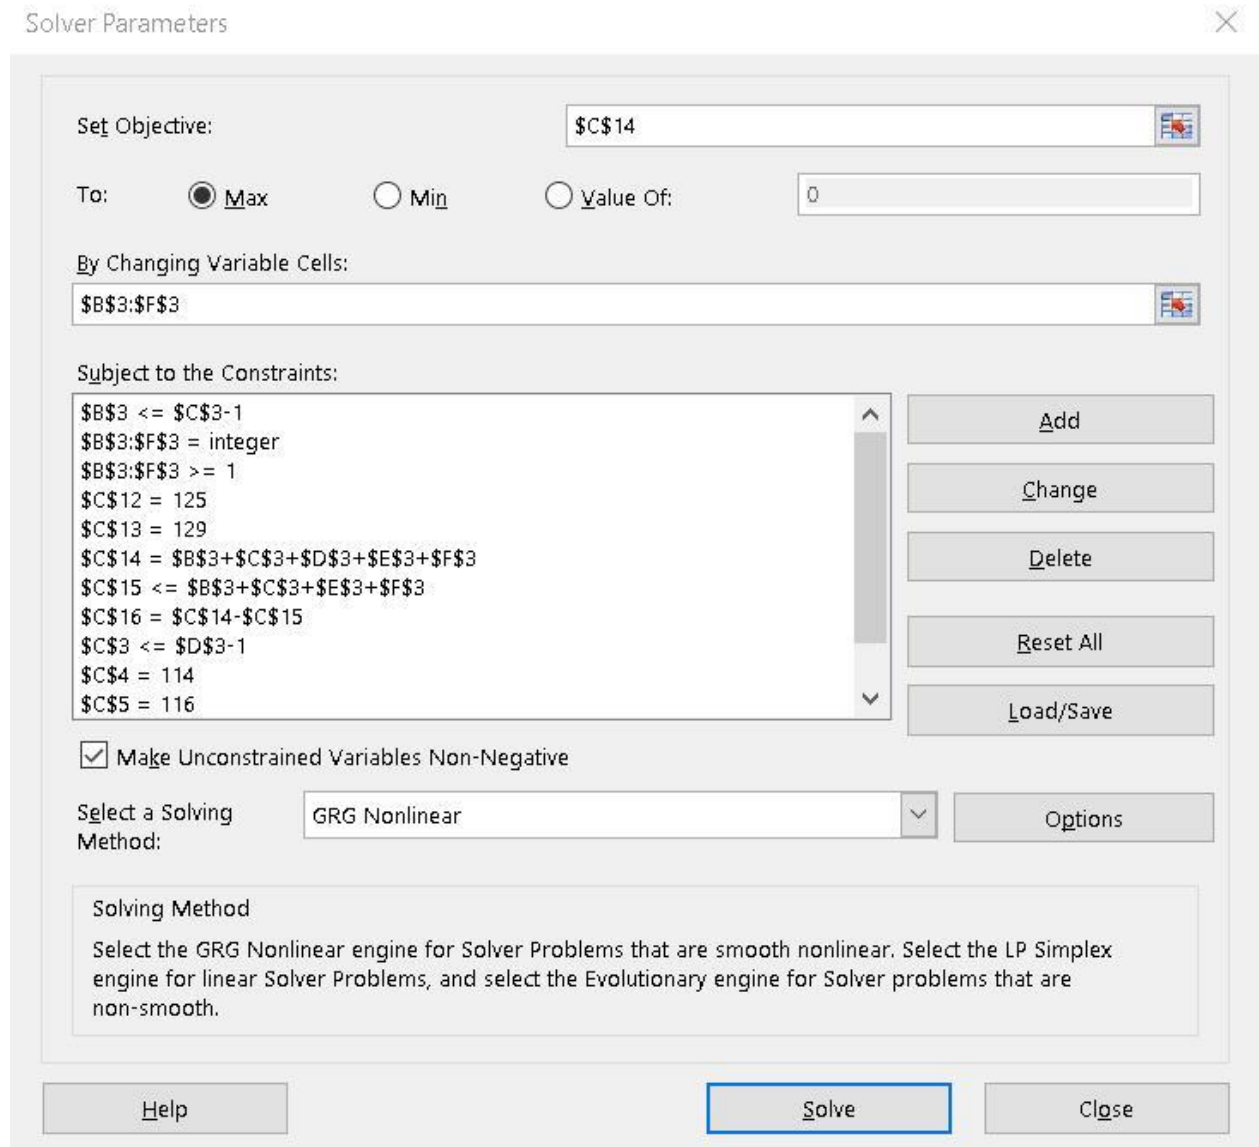 Solver Parameters
Set Objective: $C$14
To: Max Min Value Of: 0
By Changing Variable Cells:
$B$3:$F$3
Subject to the Constraints:
$B$3 <= $C$3-1
$B$3:$F$3 = integer
$B$3:$F$3 >= 1
$C$12 = 125
$C$13 = 129
$C$14 = $B$3+$C$3+$D$3+$E$3+$F$3
$C$15 <= $B$3+$C$3+$E$3+$F$3
$C$16 = $C$14-$C$15
$C$3 <= $D$3-1
$C$4 = 114
$C$5 = 116
Add
Change
Delete
Reset All
Load/Save
Make Unconstrained Variables Non-Negative
Select a Solving
Method:
GRG Nonlinear
Options
Solving Method
Select the GRG Nonlinear engine for Solver Problems that are smooth nonlinear. Select the LP Simplex
engine for linear Solver Problems, and select the Evolutionary engine for Solver problems that are
non-smooth.
Help
Solve
Close